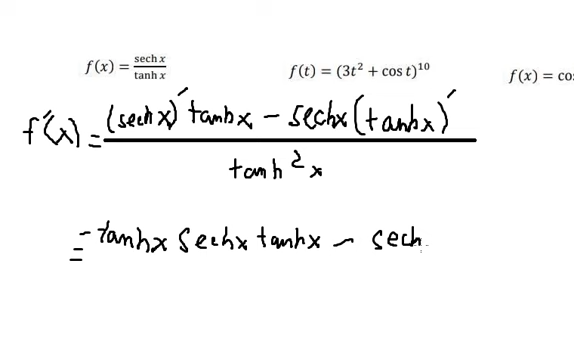 f(x) = sech x / tanh x    f(t) = (3t² + cos t)¹⁰    f(x) = cos
f'(x) = ((sech x)' tanh x − sech x (tanh x)') / tanh² x
= −tanh x sech x tanh x − sech